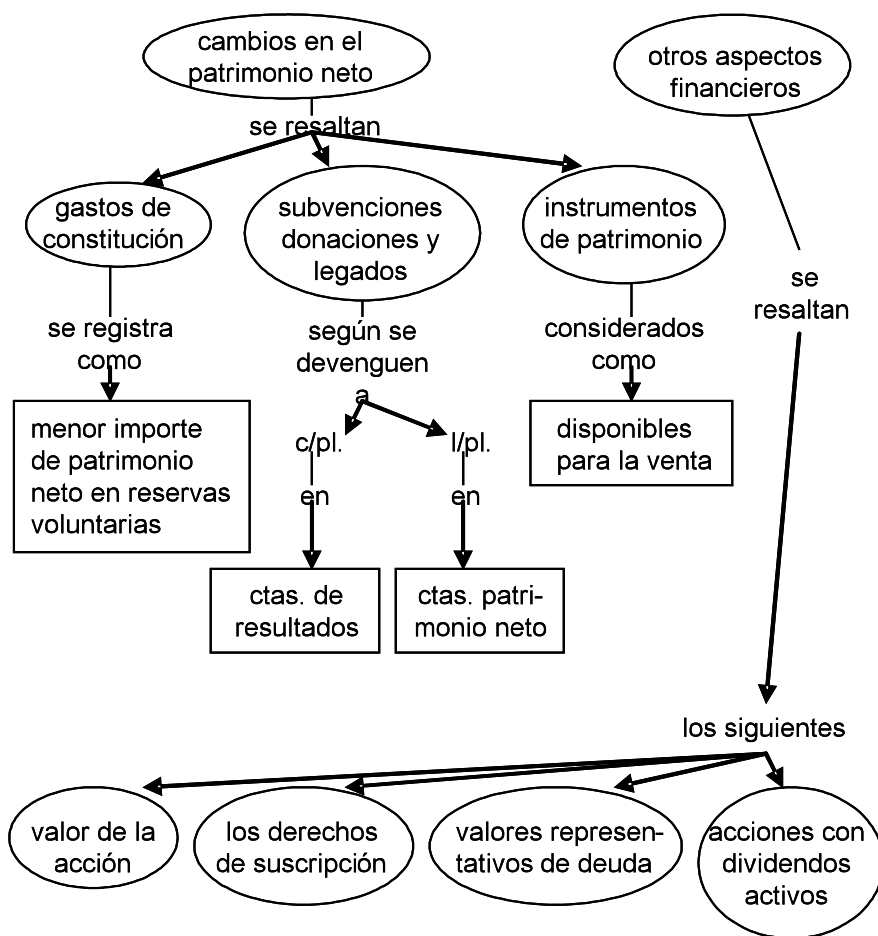 cambios en el
patrimonio neto
otros aspectos
financieros
se resaltan
gastos de
constitución
subvenciones
donaciones y
legados
instrumentos
de patrimonio
se
resaltan
se registra
como
según se
devenguen
a
considerados
como
menor importe
de patrimonio
neto en reservas
voluntarias
c/pl.
l/pl.
disponibles
para la venta
en
en
ctas. de
resultados
ctas. patri-
monio neto
los siguientes
valor de la
acción
los derechos
de suscripción
valores represen-
tativos de deuda
acciones con
dividendos
activos